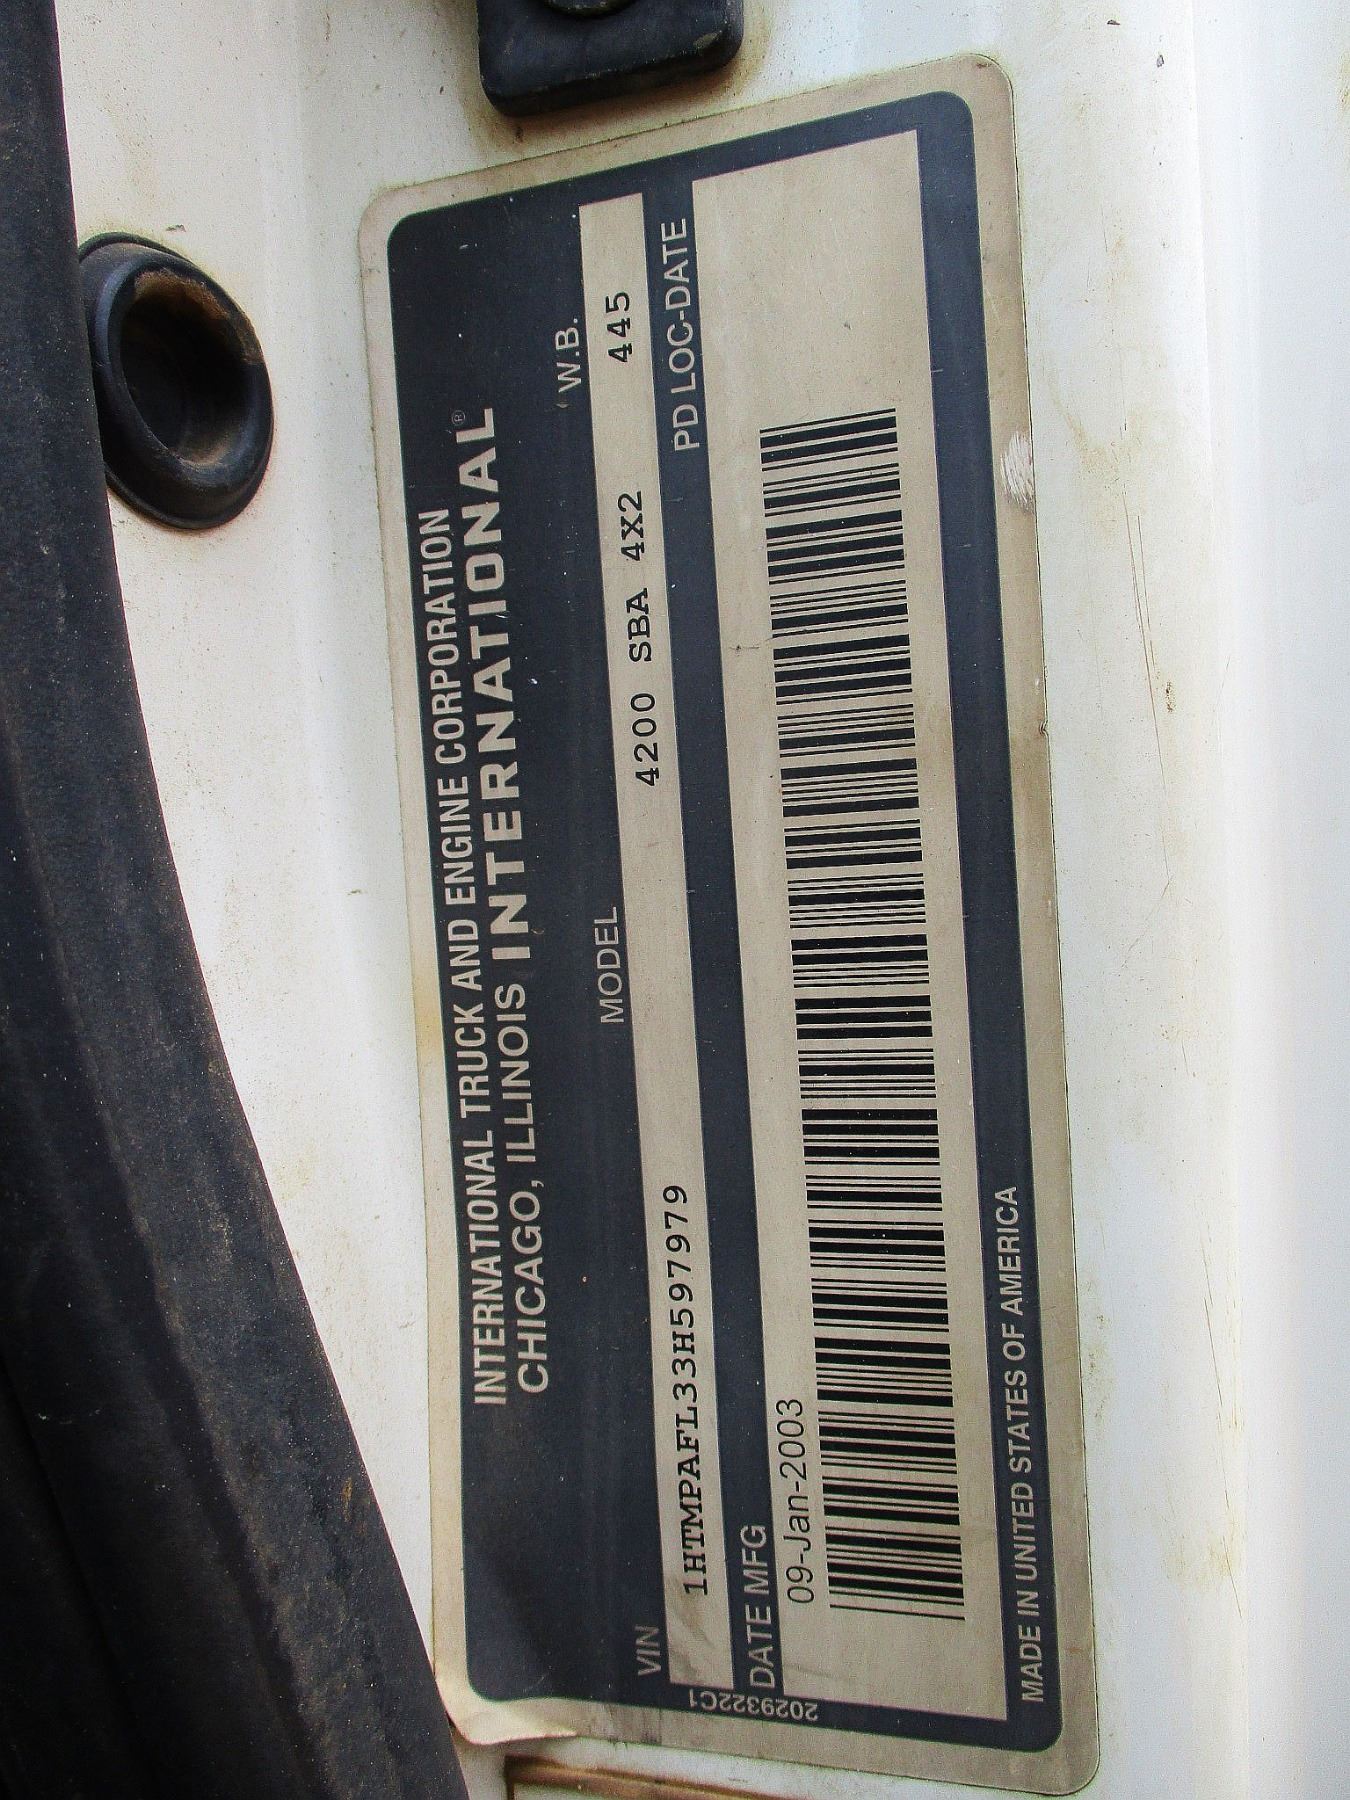 INTERNATIONAL TRUCK AND ENGINE CORPORATION
CHICAGO, ILLINOIS INTERNATIONAL®
VIN MODEL W.B.
1HTMPAFL33H597979 4200 SBA 4X2 445
DATE MFG PD LOC-DATE
09-Jan-2003
MADE IN UNITED STATES OF AMERICA
2029322C1